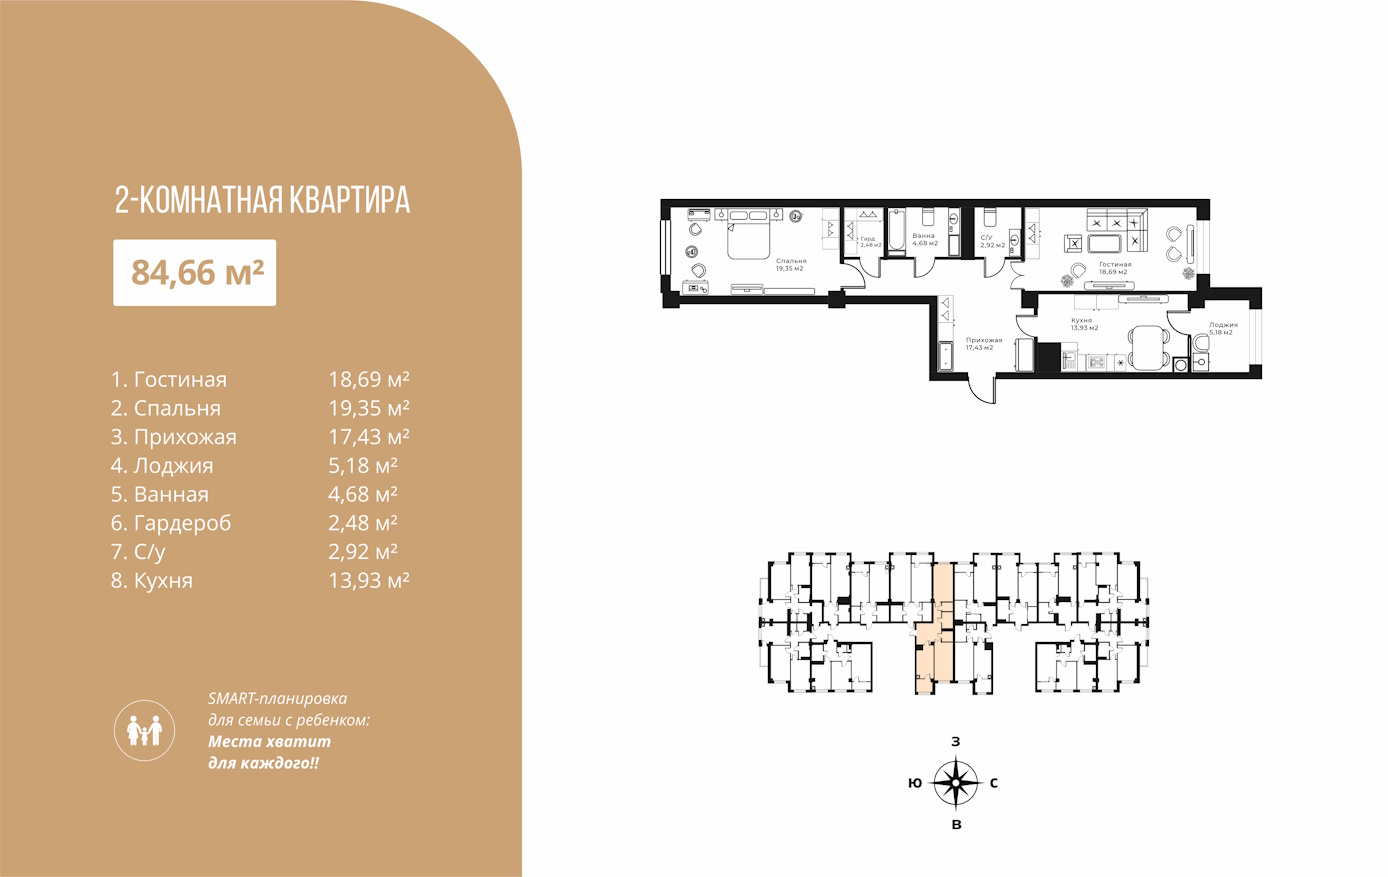 2-КОМНАТНАЯ КВАРТИРА
84,66 м²
1. Гостиная 18,69 м²
2. Спальня 19,35 м²
3. Прихожая 17,43 м²
4. Лоджия 5,18 м²
5. Ванная 4,68 м²
6. Гардероб 2,48 м²
7. С/у 2,92 м²
8. Кухня 13,93 м²
SMART-планировка
для семьи с ребенком:
Места хватит
для каждого!!
Спальня
19,35 м2
Гард
2,48 м2
Ванна
4,68 м2
С/У
2,92 м2
Гостиная
18,69 м2
Прихожая
17,43 м2
Кухня
13,93 м2
Лоджия
5,18 м2
З
Ю С
В